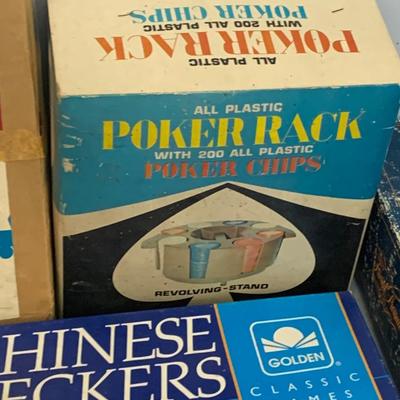 ALL PLASTIC
POKER RACK
WITH 200 ALL PLASTIC
POKER CHIPS
ALL PLASTIC
POKER RACK
WITH 200 ALL PLASTIC
POKER CHIPS
REVOLVING-STAND
HINESE
ECKERS
GOLDEN
CLASSIC
AMES